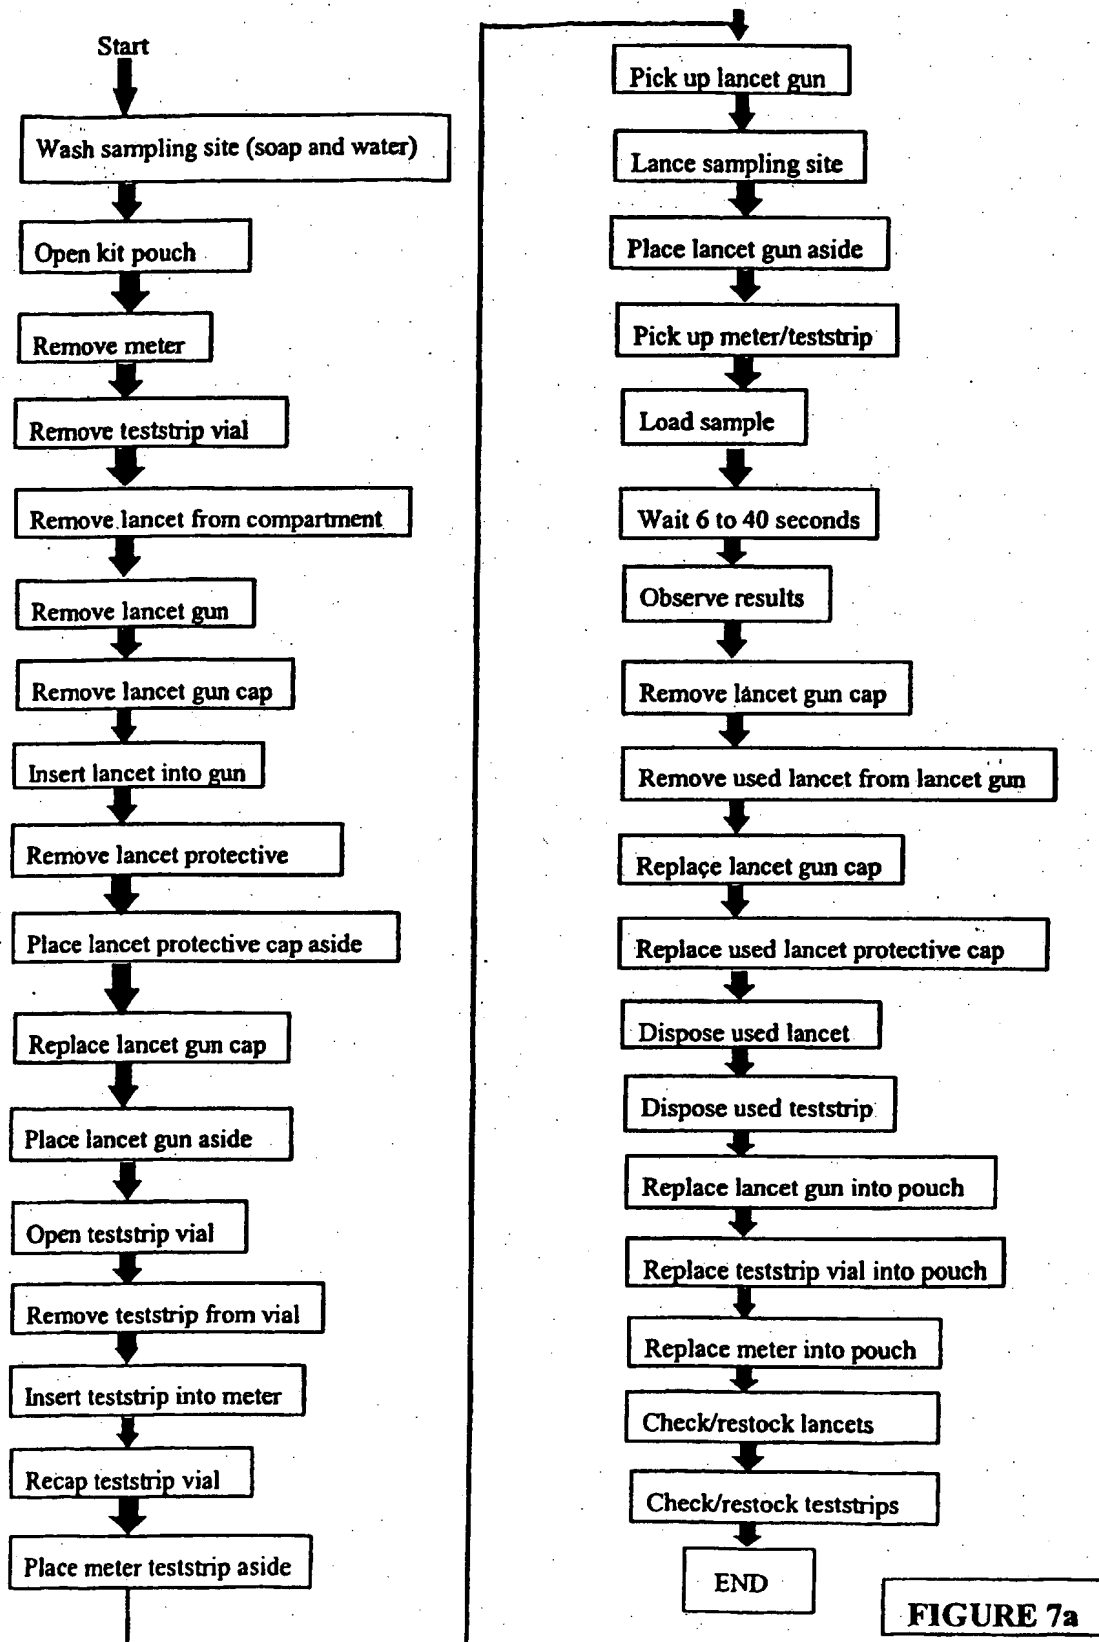 Start
Wash sampling site (soap and water)
Open kit pouch
Remove meter
Remove teststrip vial
Remove lancet from compartment
Remove lancet gun
Remove lancet gun cap
Insert lancet into gun
Remove lancet protective
Place lancet protective cap aside
Replace lancet gun cap
Place lancet gun aside
Open teststrip vial
Remove teststrip from vial
Insert teststrip into meter
Recap teststrip vial
Place meter teststrip aside
Pick up lancet gun
Lance sampling site
Place lancet gun aside
Pick up meter/teststrip
Load sample
Wait 6 to 40 seconds
Observe results
Remove lancet gun cap
Remove used lancet from lancet gun
Replace lancet gun cap
Replace used lancet protective cap
Dispose used lancet
Dispose used teststrip
Replace lancet gun into pouch
Replace teststrip vial into pouch
Replace meter into pouch
Check/restock lancets
Check/restock teststrips
END
FIGURE 7a